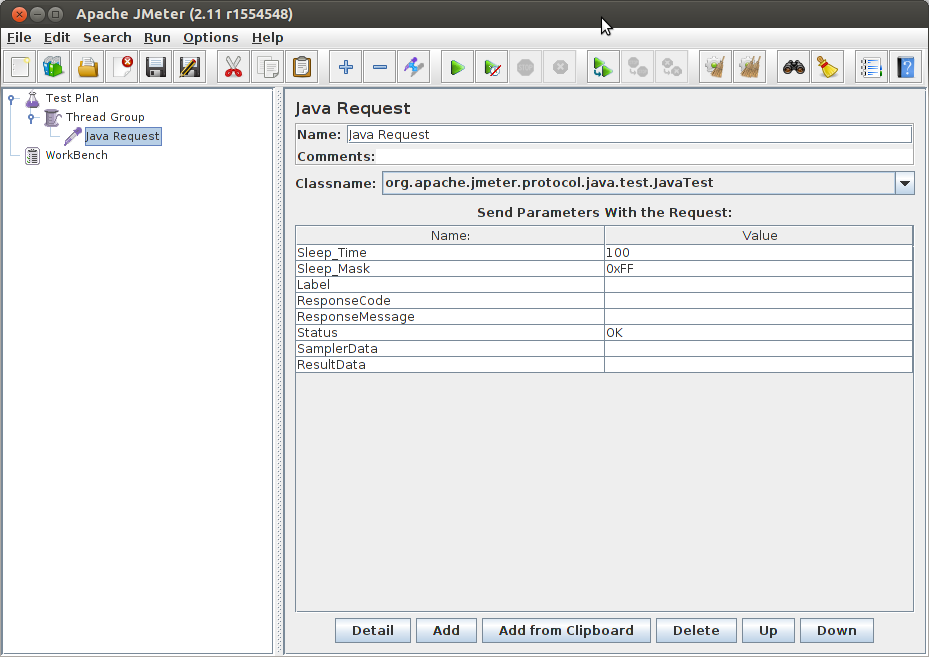 Apache JMeter (2.11 r1554548)
File Edit Search Run Options Help
Test Plan
Thread Group
Java Request
WorkBench
Java Request
Name: Java Request
Comments:
Classname: org.apache.jmeter.protocol.java.test.JavaTest
Send Parameters With the Request:
Name: Value
Sleep_Time 100
Sleep_Mask 0xFF
Label
ResponseCode
ResponseMessage
Status OK
SamplerData
ResultData
Detail Add Add from Clipboard Delete Up Down